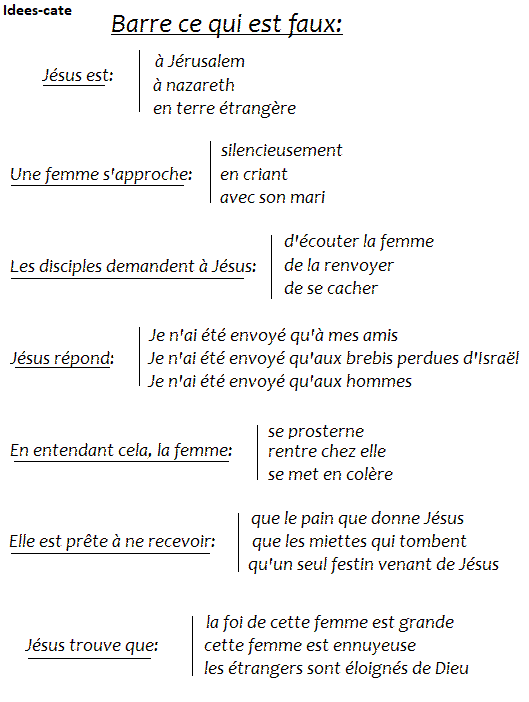 Idees-cate
Barre ce qui est faux:
Jésus est:
à Jérusalem
à nazareth
en terre étrangère
Une femme s'approche:
silencieusement
en criant
avec son mari
Les disciples demandent à Jésus:
d'écouter la femme
de la renvoyer
de se cacher
Jésus répond:
Je n'ai été envoyé qu'à mes amis
Je n'ai été envoyé qu'aux brebis perdues d'Israël
Je n'ai été envoyé qu'aux hommes
En entendant cela, la femme:
se prosterne
rentre chez elle
se met en colère
Elle est prête à ne recevoir:
que le pain que donne Jésus
que les miettes qui tombent
qu'un seul festin venant de Jésus
Jésus trouve que:
la foi de cette femme est grande
cette femme est ennuyeuse
les étrangers sont éloignés de Dieu